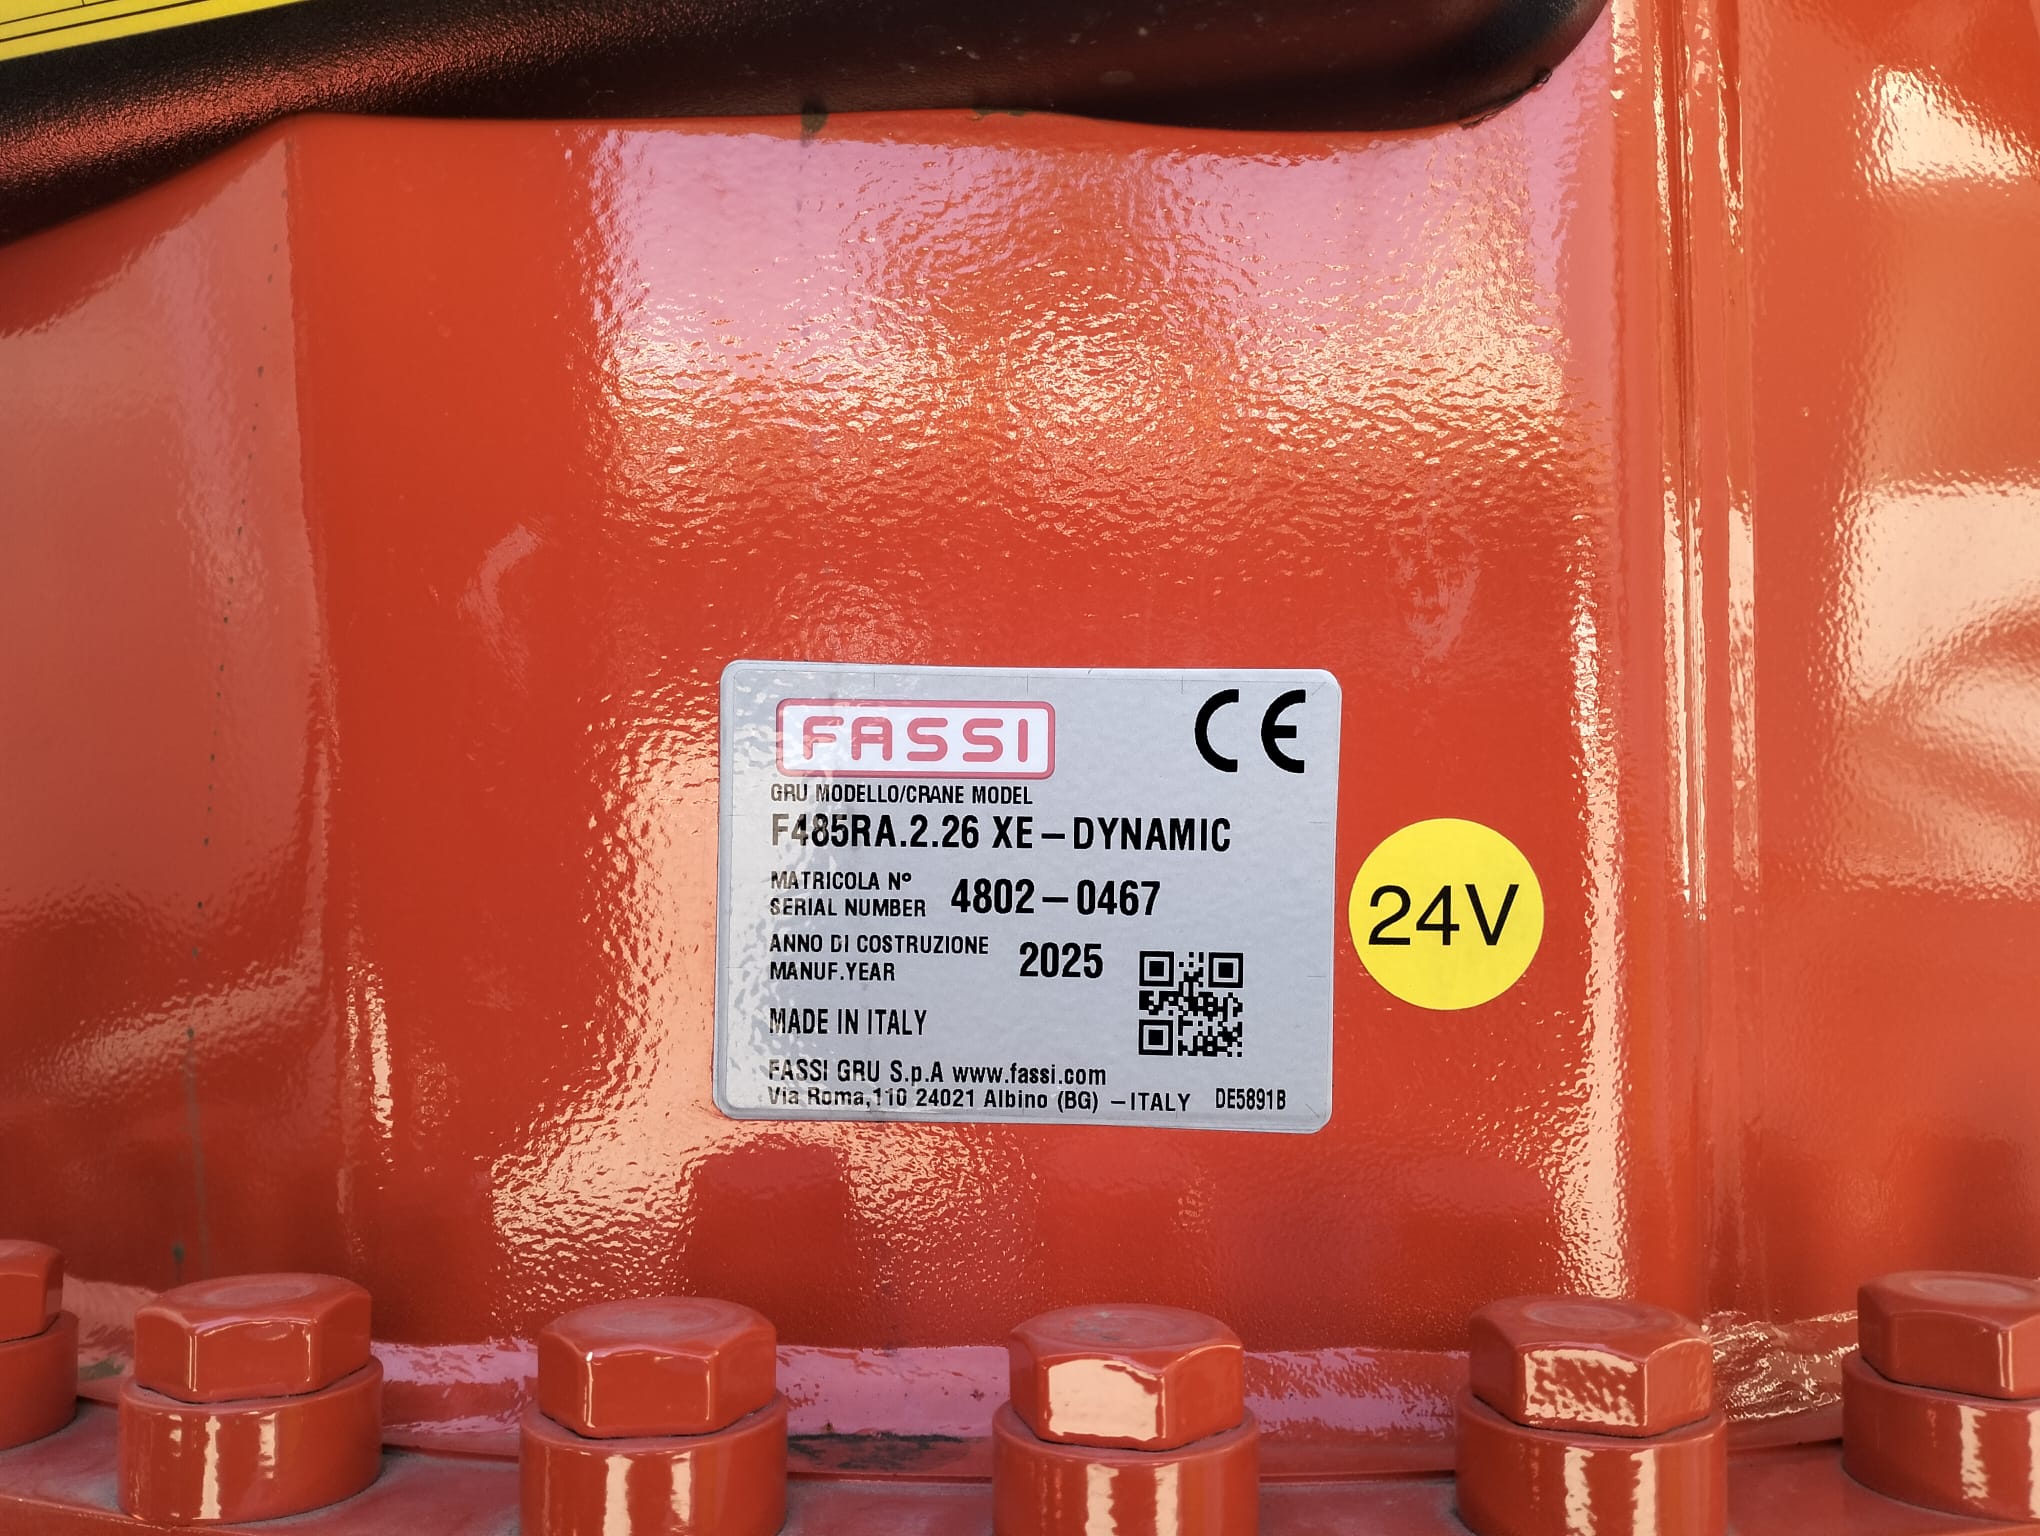 FASSI
CE
GRU MODELLO/CRANE MODEL
F485RA.2.26 XE–DYNAMIC
MATRICOLA Nº
SERIAL NUMBER
4802–0467
ANNO DI COSTRUZIONE
MANUF.YEAR
2025
MADE IN ITALY
FASSI GRU S.p.A www.fassi.com
Via Roma,110 24021 Albino (BG) –ITALY DE5891B
24V